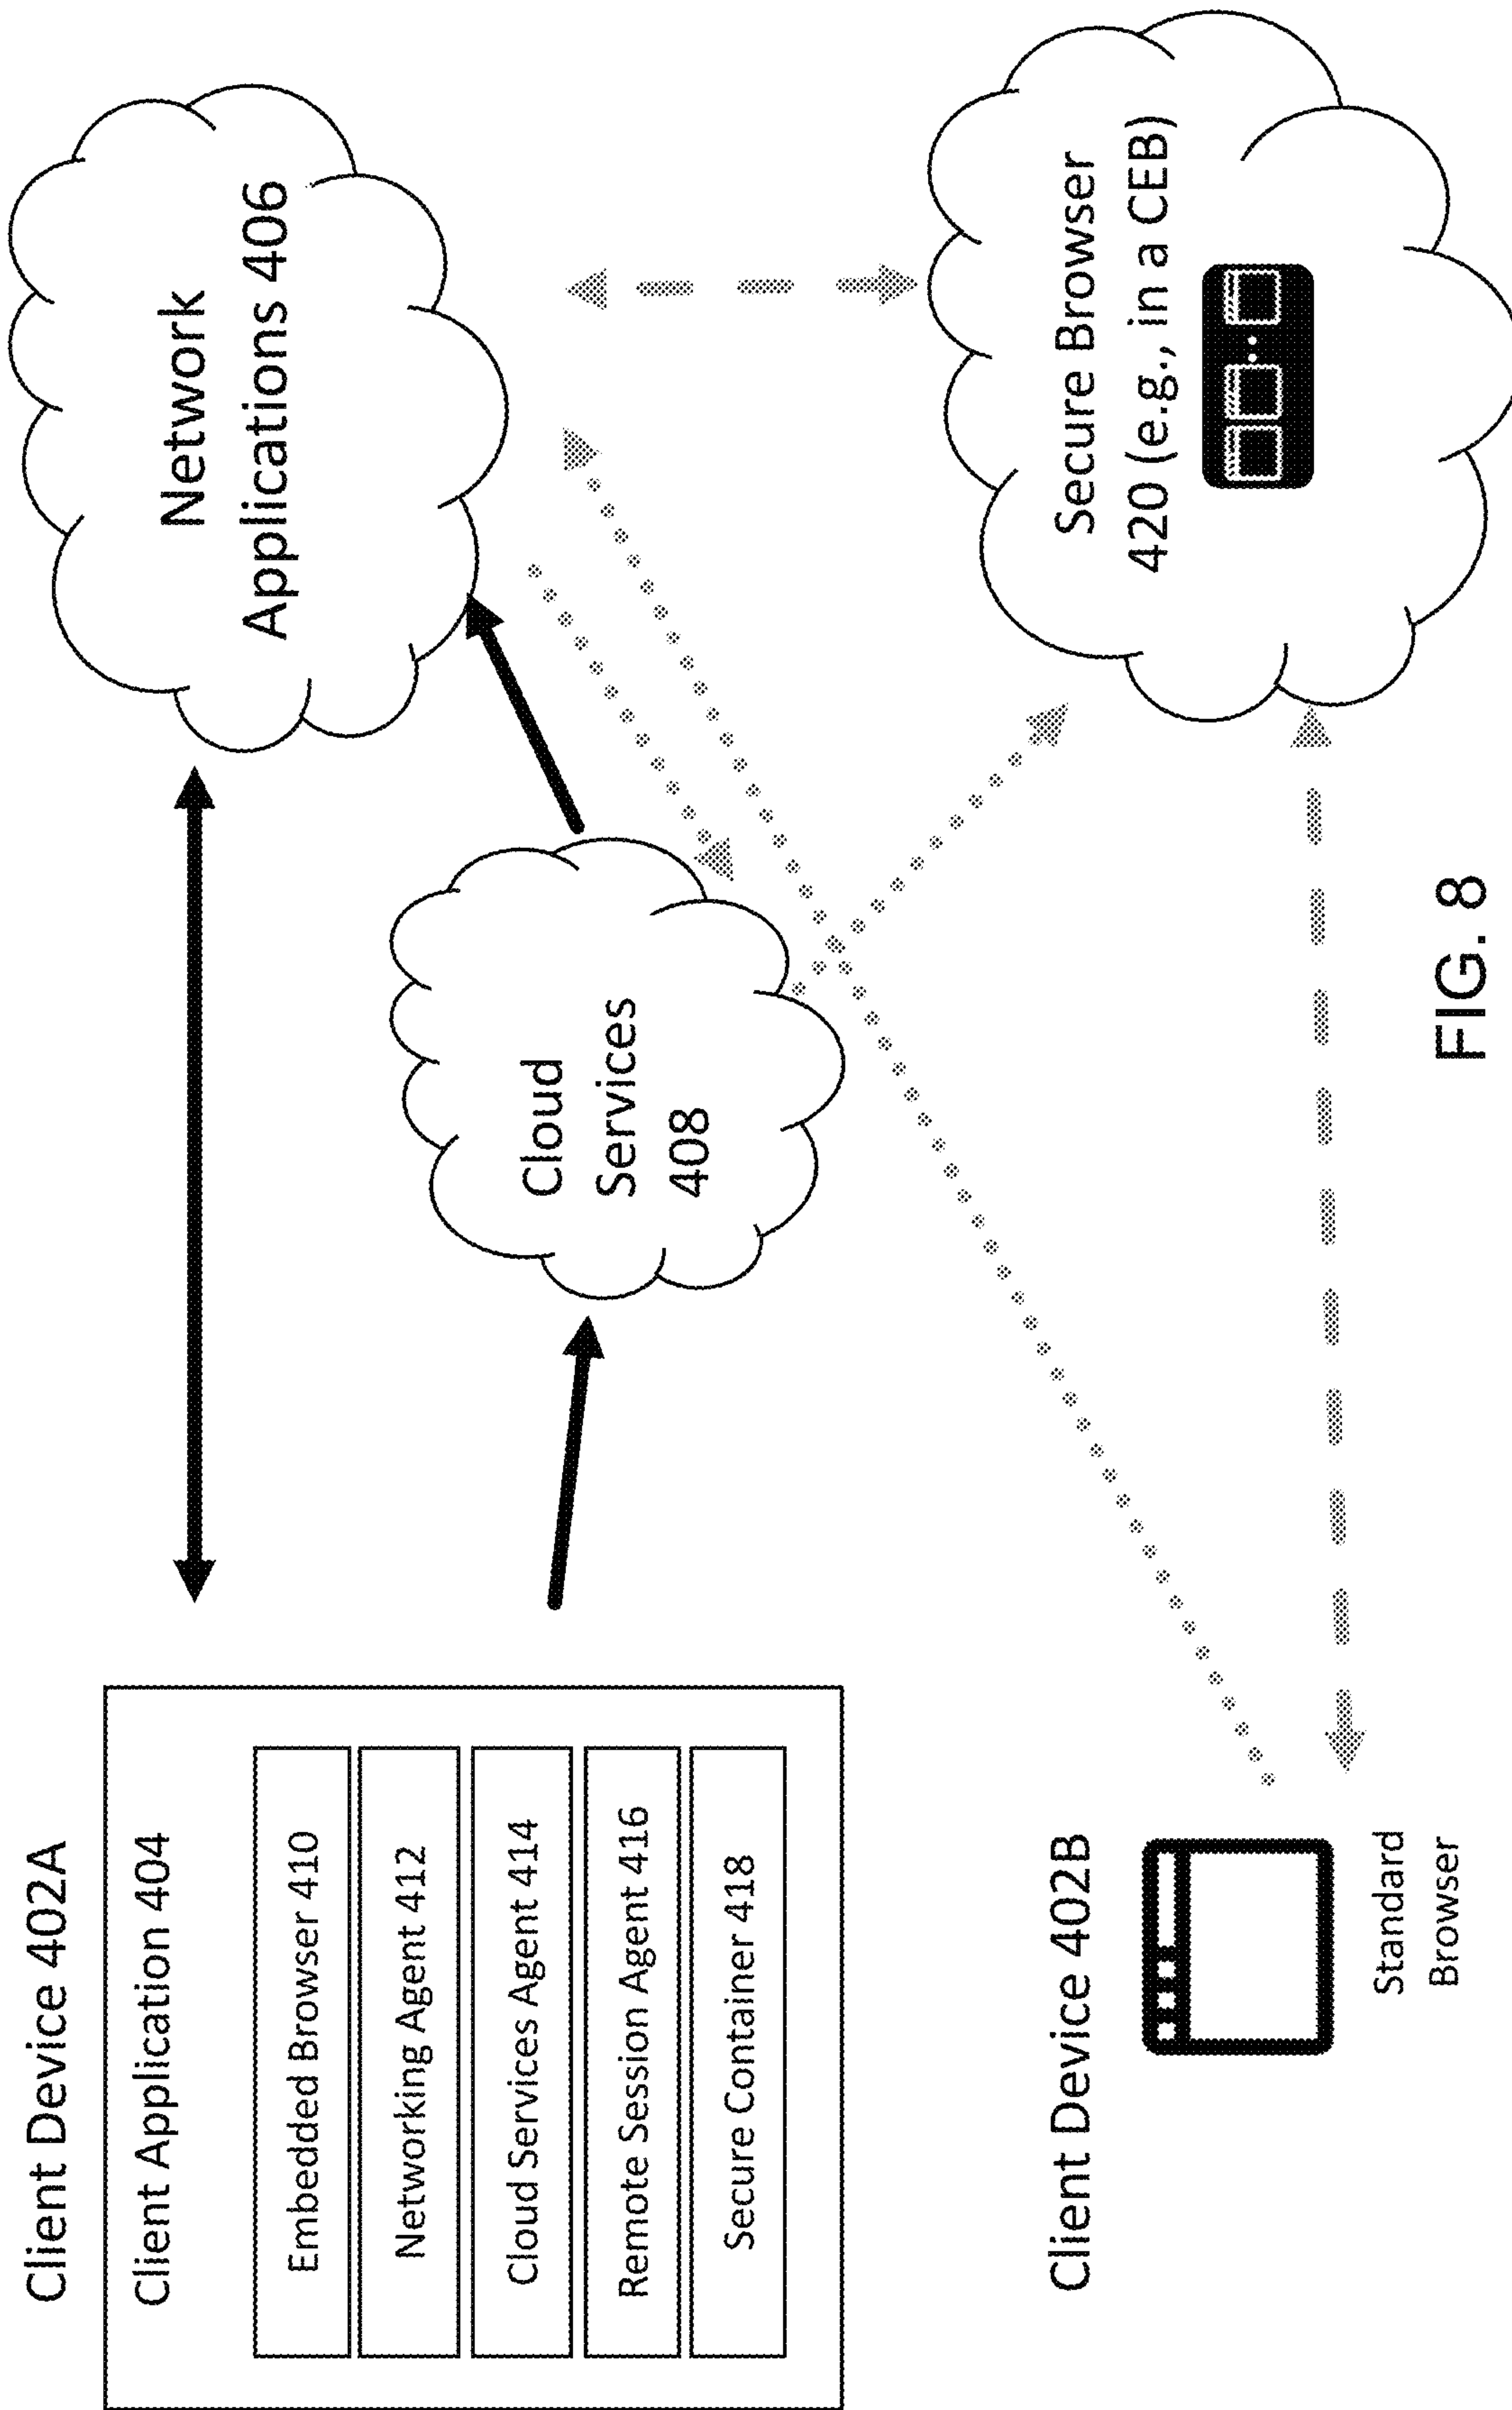 Client Device 402A
Client Application 404
Embedded Browser 410
Networking Agent 412
Cloud Services Agent 414
Remote Session Agent 416
Secure Container 418
Network
Applications 406
Cloud
Services
408
Client Device 402B
Standard
Browser
Secure Browser
420 (e.g., in a CEB)
FIG. 8